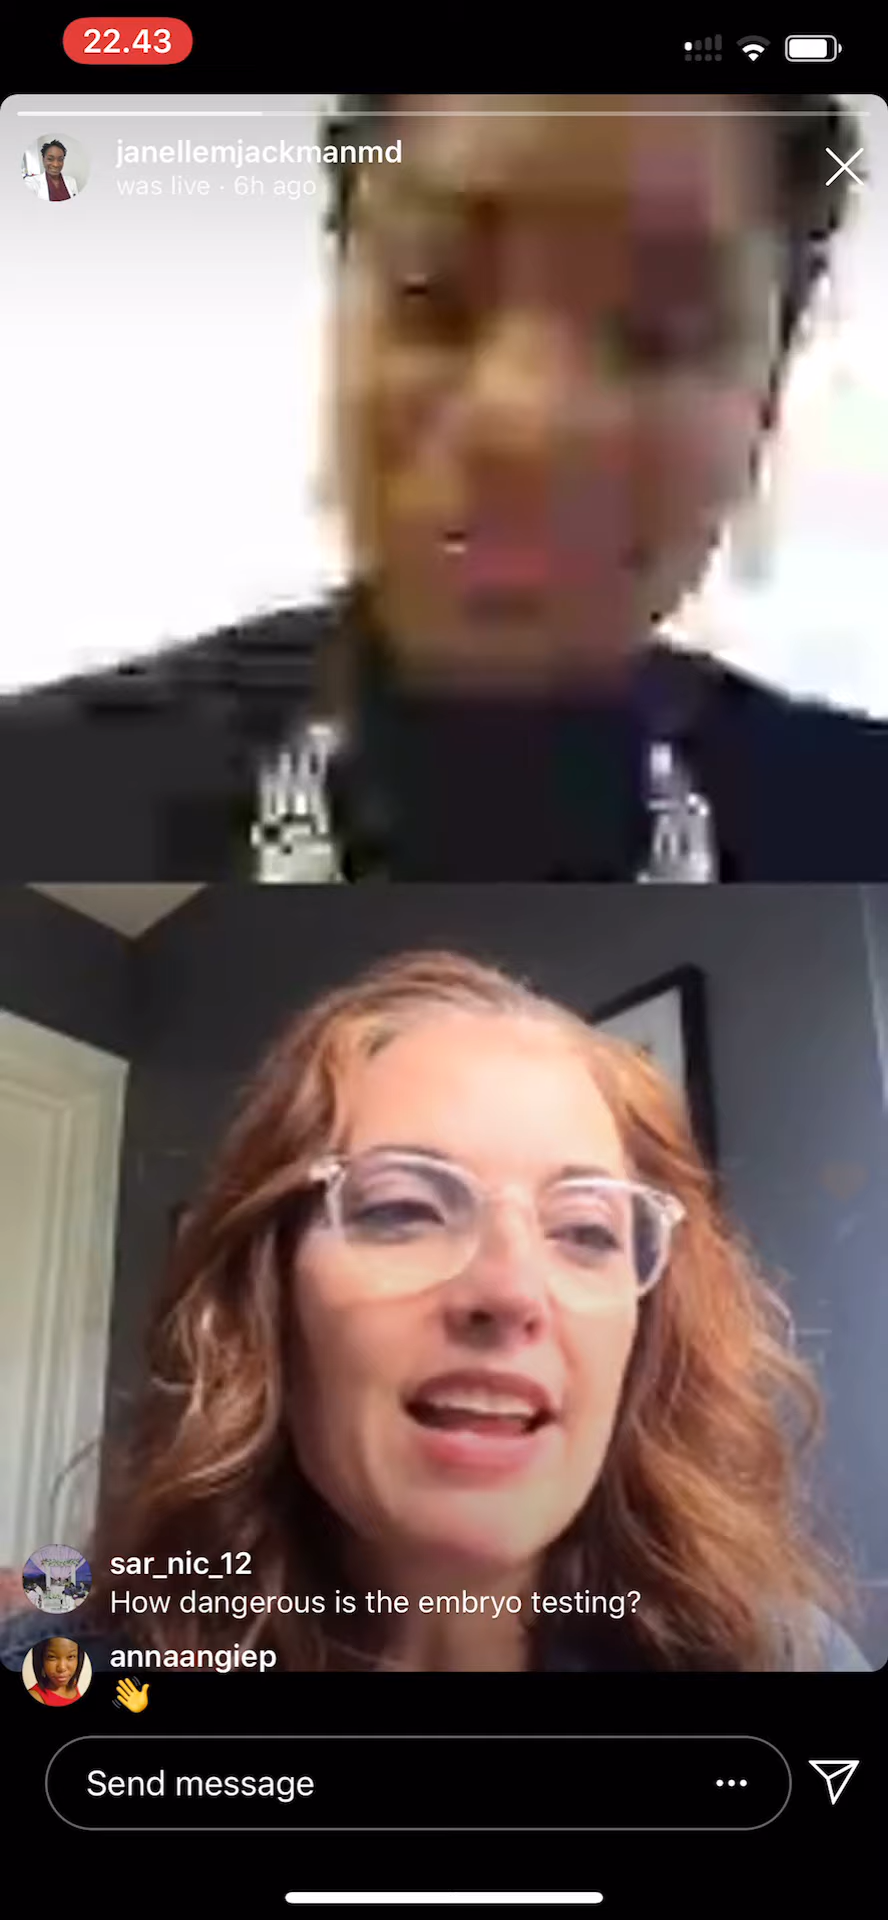 22.43
janellemjackmanmd
was live · 6h ago
sar_nic_12
How dangerous is the embryo testing?
annaangiep
👋
Send message